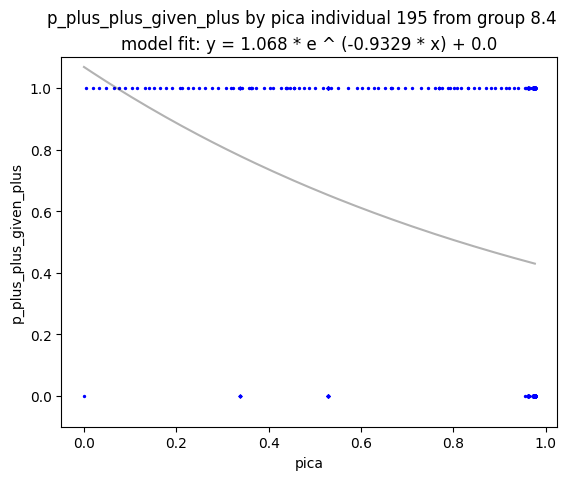 p_plus_plus_given_plus by pica individual 195 from group 8.4
model fit: y = 1.068 * e ^ (-0.9329 * x) + 0.0
p_plus_plus_given_plus
1.0
0.8
0.6
0.4
0.2
0.0
0.0 0.2 0.4 0.6 0.8 1.0
pica